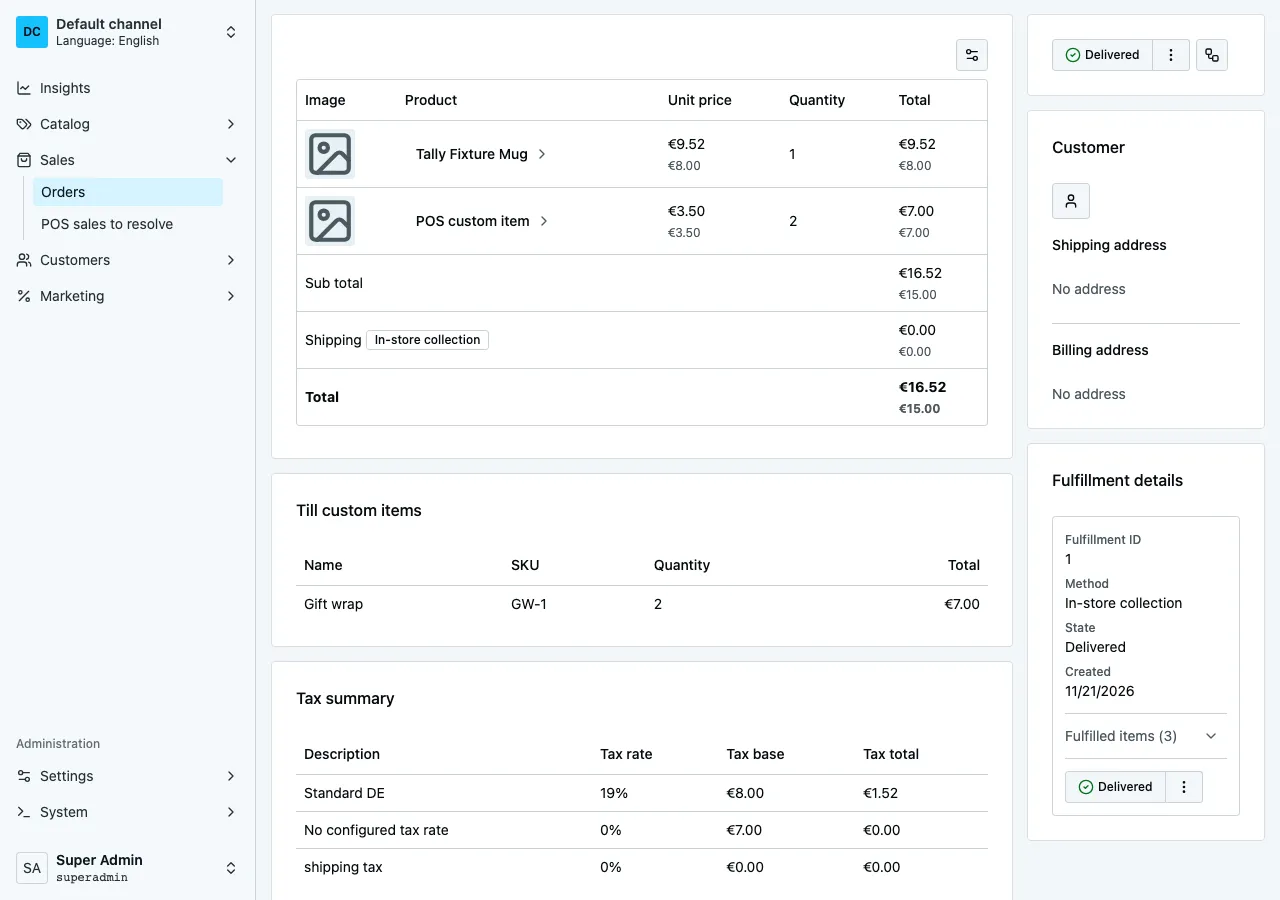 DC
Default channel
Language: English
Insights
Catalog
Sales
Orders
POS sales to resolve
Customers
Marketing
Administration
Settings
System
SA
Super Admin
superadmin
Image Product Unit price Quantity Total
Tally Fixture Mug €9.52 €8.00 1 €9.52 €8.00
POS custom item €3.50 €3.50 2 €7.00 €7.00
Sub total €16.52 €15.00
Shipping In-store collection €0.00 €0.00
Total €16.52 €15.00
Till custom items
Name SKU Quantity Total
Gift wrap GW-1 2 €7.00
Tax summary
Description Tax rate Tax base Tax total
Standard DE 19% €8.00 €1.52
No configured tax rate 0% €7.00 €0.00
shipping tax 0% €0.00 €0.00
Delivered
Customer
Shipping address
No address
Billing address
No address
Fulfillment details
Fulfillment ID
1
Method
In-store collection
State
Delivered
Created
11/21/2026
Fulfilled items (3)
Delivered